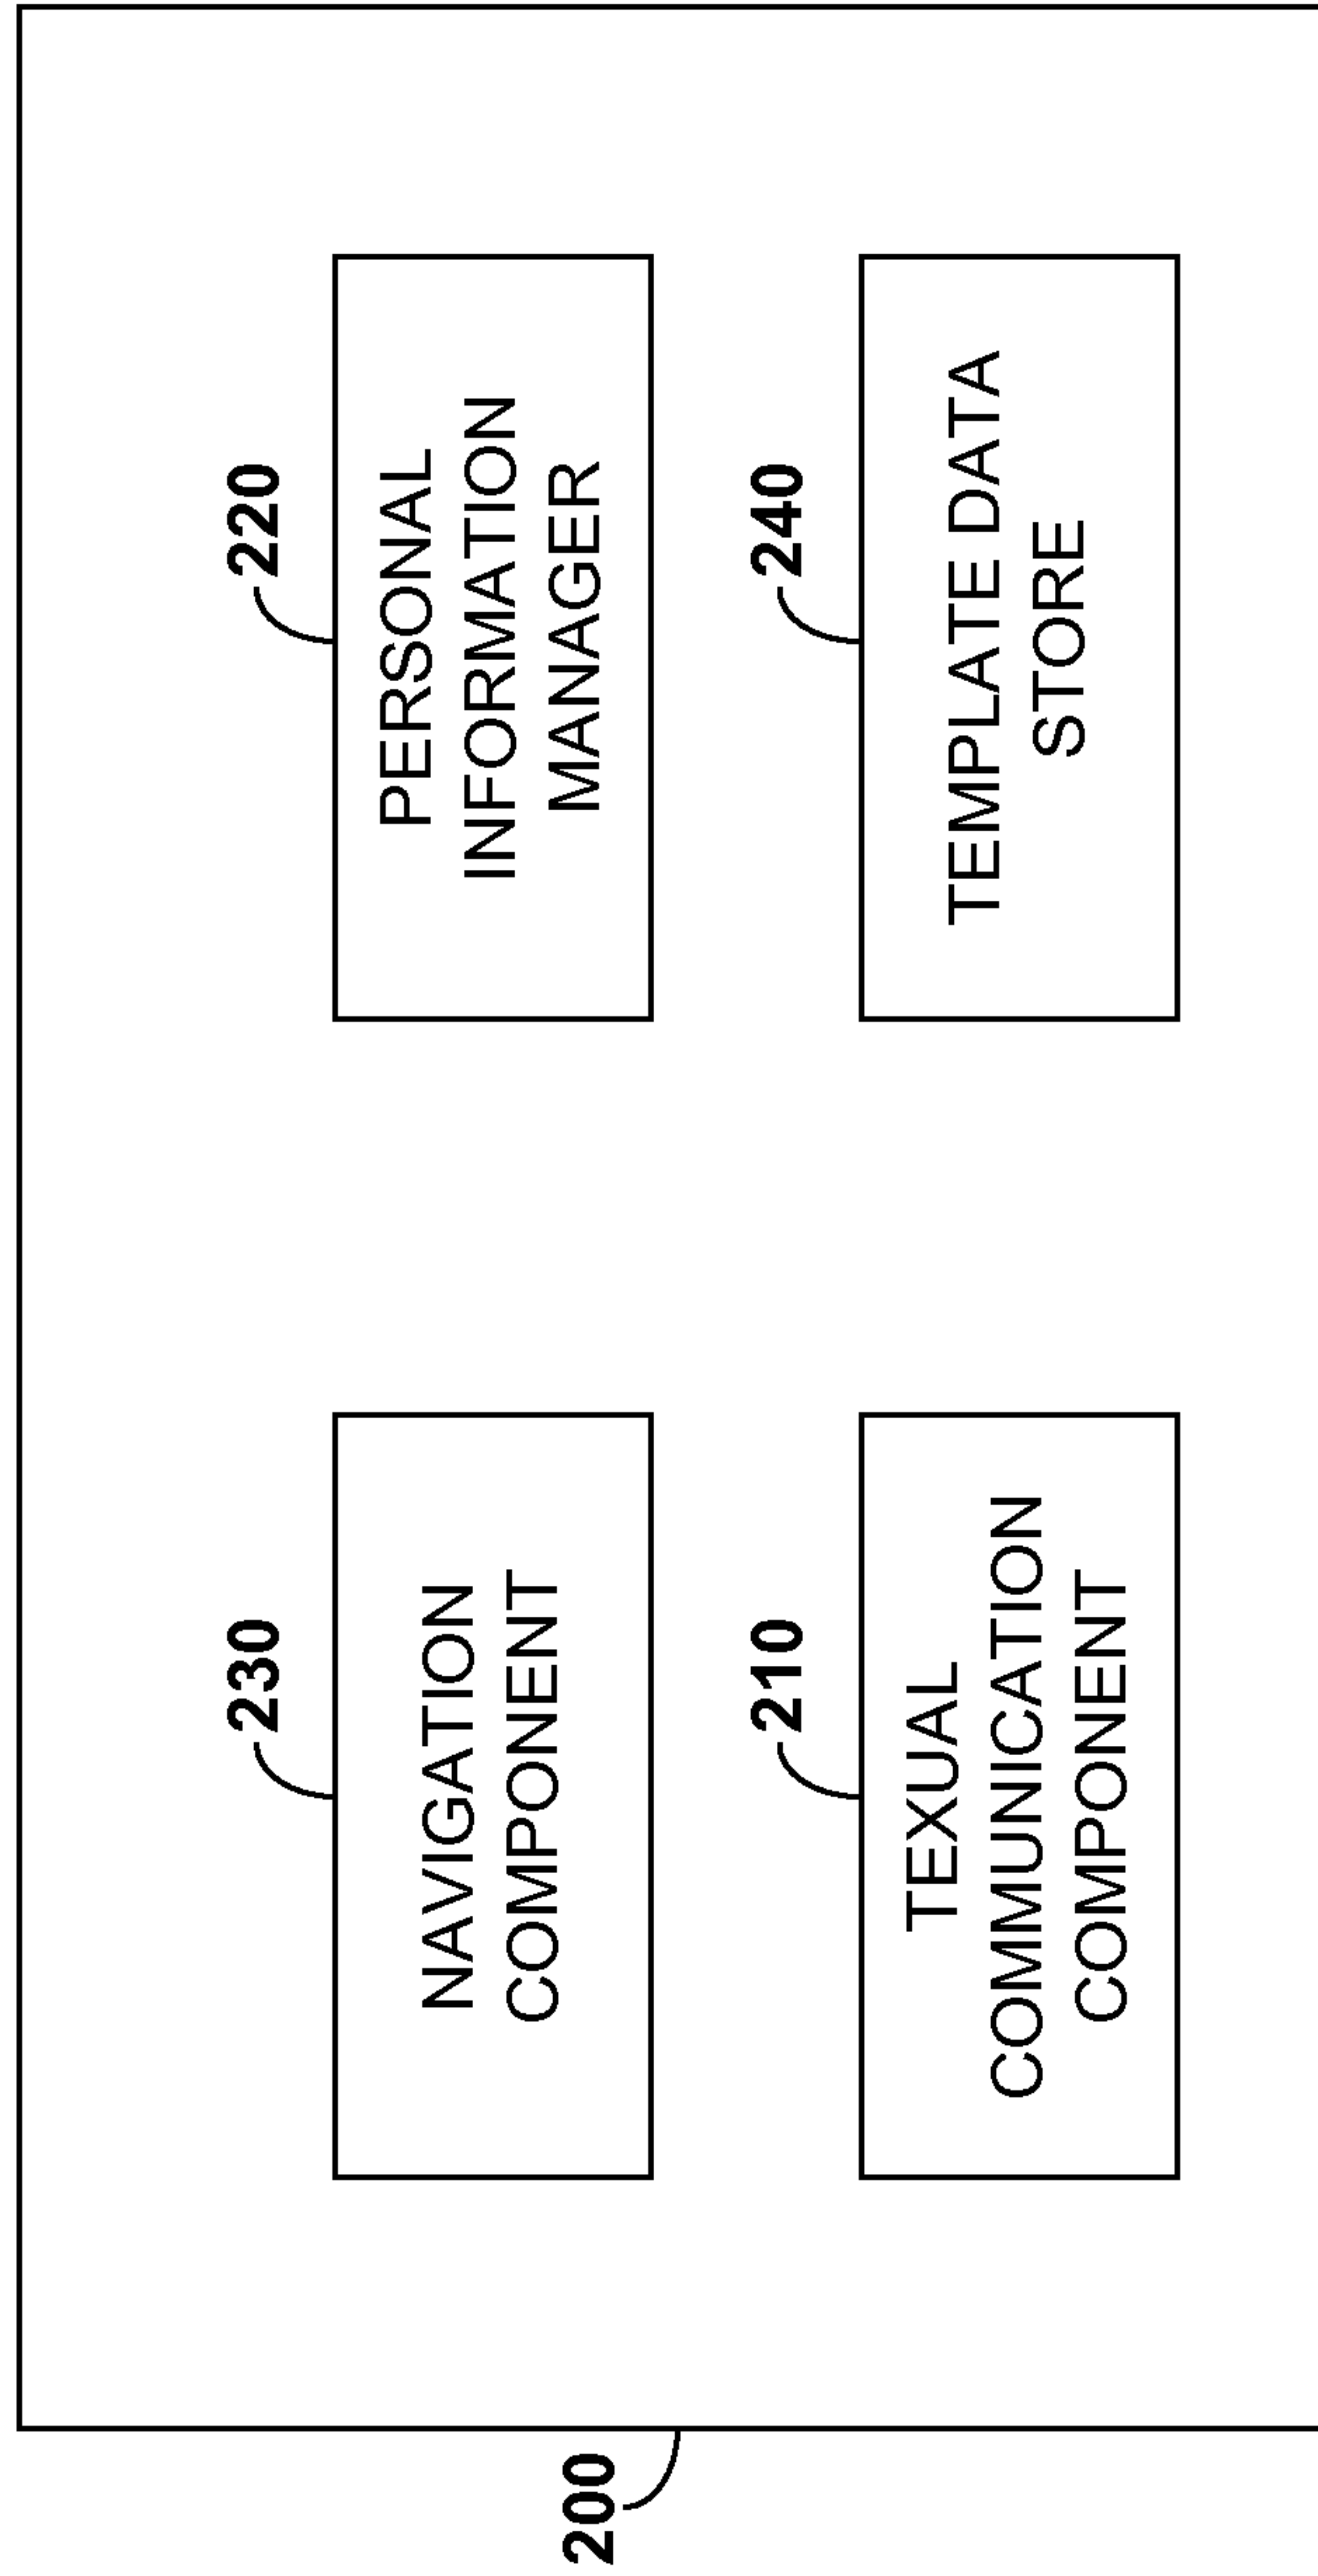 230
NAVIGATION
COMPONENT
220
PERSONAL
INFORMATION
MANAGER
200
210
TEXUAL
COMMUNICATION
COMPONENT
240
TEMPLATE DATA
STORE